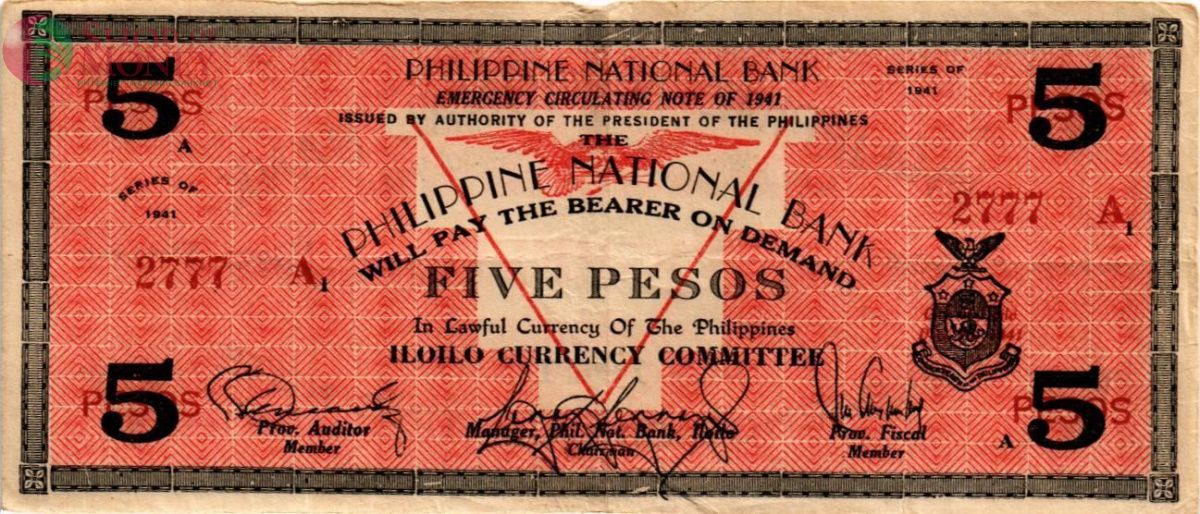 PHILIPPINE NATIONAL BANK
EMERGENCY CIRCULATING NOTE OF 1941
ISSUED BY AUTHORITY OF THE PRESIDENT OF THE PHILIPPINES
SERIES OF
1941
5
PESOS
A
5
PESOS
THE
PHILIPPINE NATIONAL BANK
WILL PAY THE BEARER ON DEMAND
SERIES OF
1941
2777 A1
2777 A1
FIVE PESOS
In Lawful Currency Of The Philippines
ILOILO CURRENCY COMMITTEE
5
PESOS
Prov. Auditor
Member
Manager, Phil. Nat. Bank, Iloilo
Chairman
Prov. Fiscal
Member
A
5
PESOS